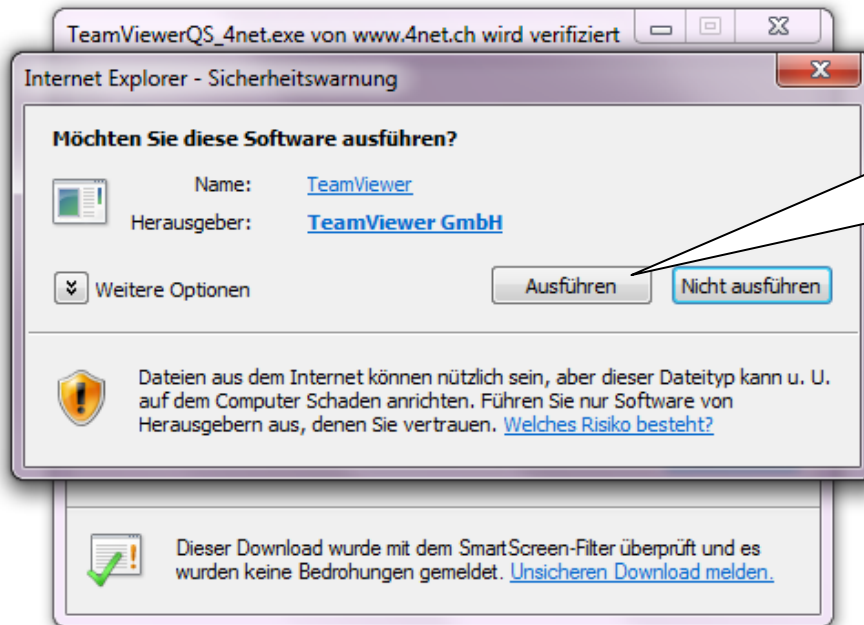 TeamViewerQS_4net.exe von www.4net.ch wird verifiziert
Internet Explorer - Sicherheitswarnung
Möchten Sie diese Software ausführen?
Name: TeamViewer
Herausgeber: TeamViewer GmbH
Weitere Optionen
Ausführen
Nicht ausführen
Dateien aus dem Internet können nützlich sein, aber dieser Dateityp kann u. U.
auf dem Computer Schaden anrichten. Führen Sie nur Software von
Herausgebern aus, denen Sie vertrauen. Welches Risiko besteht?
Dieser Download wurde mit dem SmartScreen-Filter überprüft und es
wurden keine Bedrohungen gemeldet. Unsicheren Download melden.